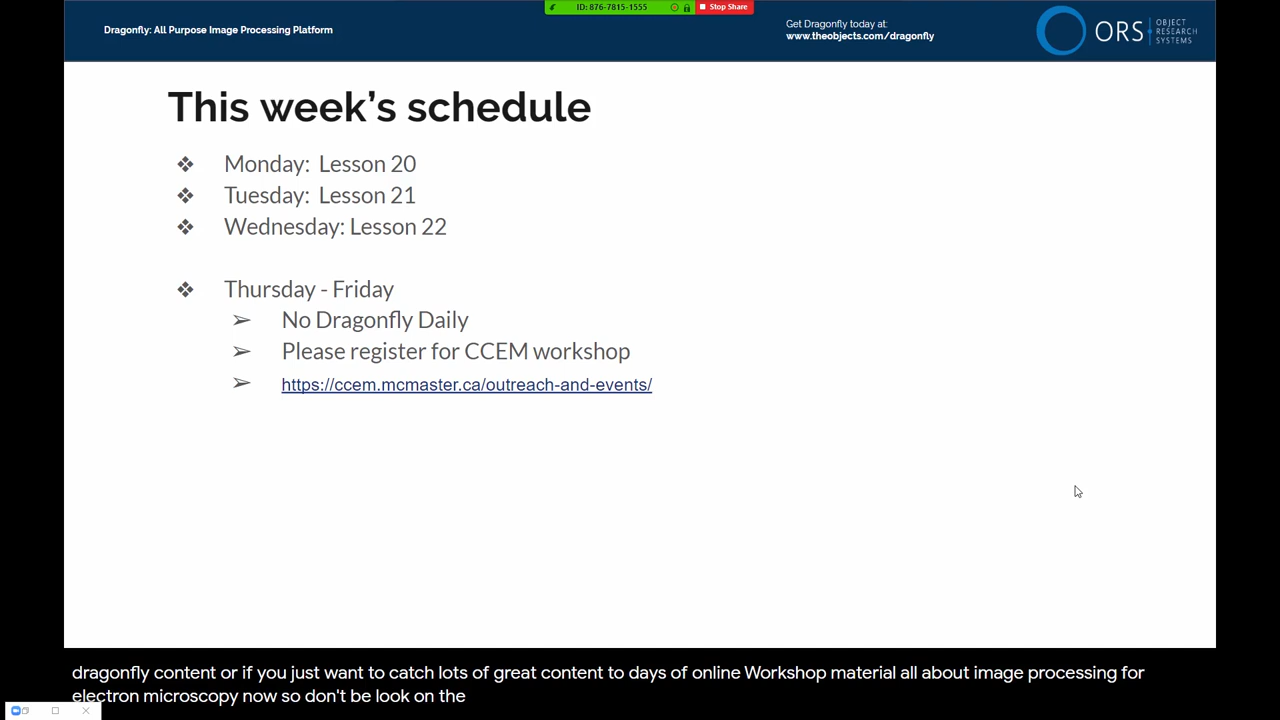 ID: 876-7815-1555
Stop Share
Dragonfly: All Purpose Image Processing Platform
Get Dragonfly today at:
www.theobjects.com/dragonfly
ORS
OBJECT
RESEARCH
SYSTEMS
This week's schedule
❖ Monday: Lesson 20
❖ Tuesday: Lesson 21
❖ Wednesday: Lesson 22
❖ Thursday - Friday
➢ No Dragonfly Daily
➢ Please register for CCEM workshop
➢ https://ccem.mcmaster.ca/outreach-and-events/
dragonfly content or if you just want to catch lots of great content to days of online Workshop material all about image processing for
electron microscopy now so don't be look on the